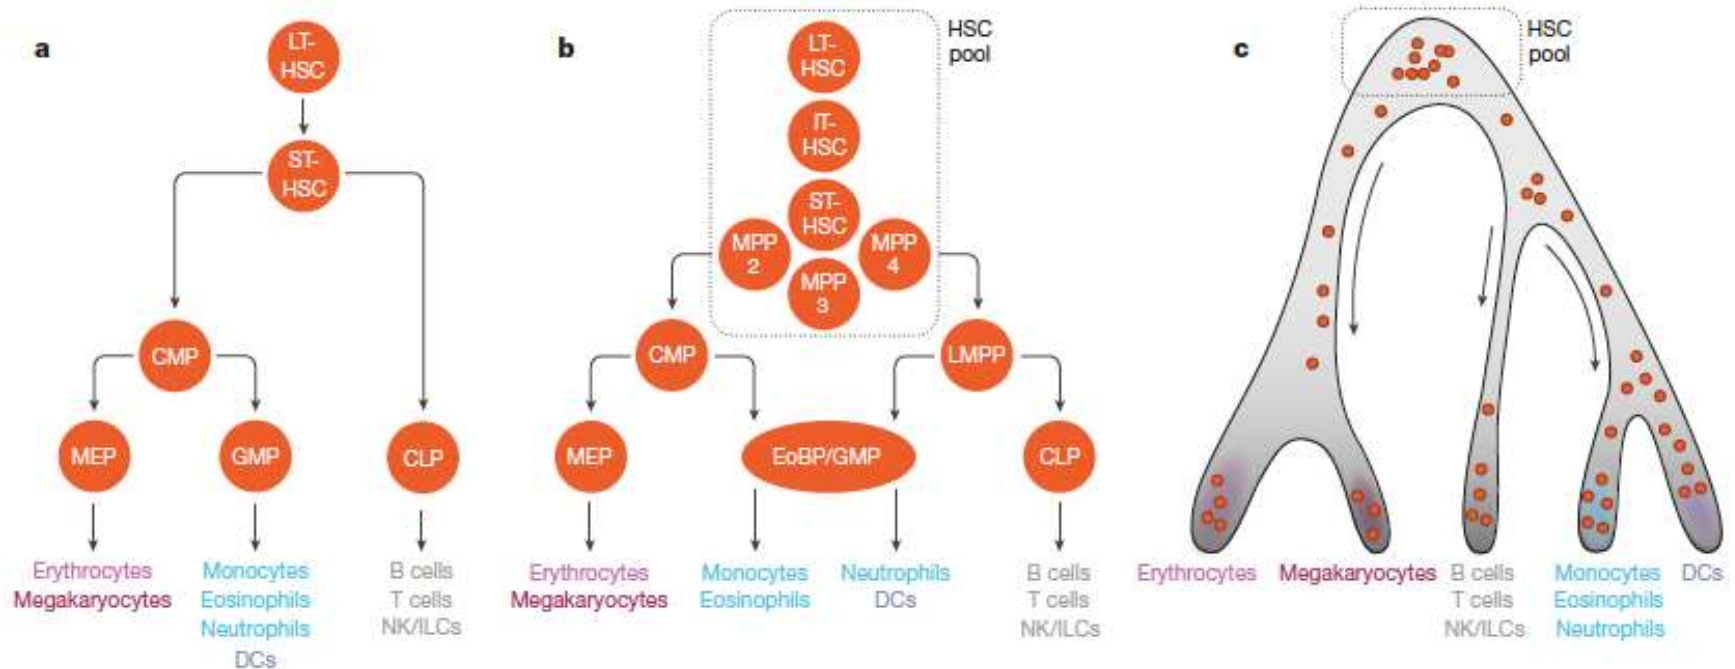 a
LT-
HSC
ST-
HSC
CMP
MEP
GMP
CLP
Erythrocytes
Megakaryocytes
Monocytes
Eosinophils
Neutrophils
DCs
B cells
T cells
NK/ILCs
b
HSC
pool
LT-
HSC
IT-
HSC
ST-
HSC
MPP
2
MPP
3
MPP
4
CMP
LMPP
MEP
EoBP/GMP
CLP
Erythrocytes
Megakaryocytes
Monocytes
Eosinophils
Neutrophils
DCs
B cells
T cells
NK/ILCs
c
HSC
pool
Erythrocytes
Megakaryocytes
B cells
T cells
NK/ILCs
Monocytes
Eosinophils
Neutrophils
DCs